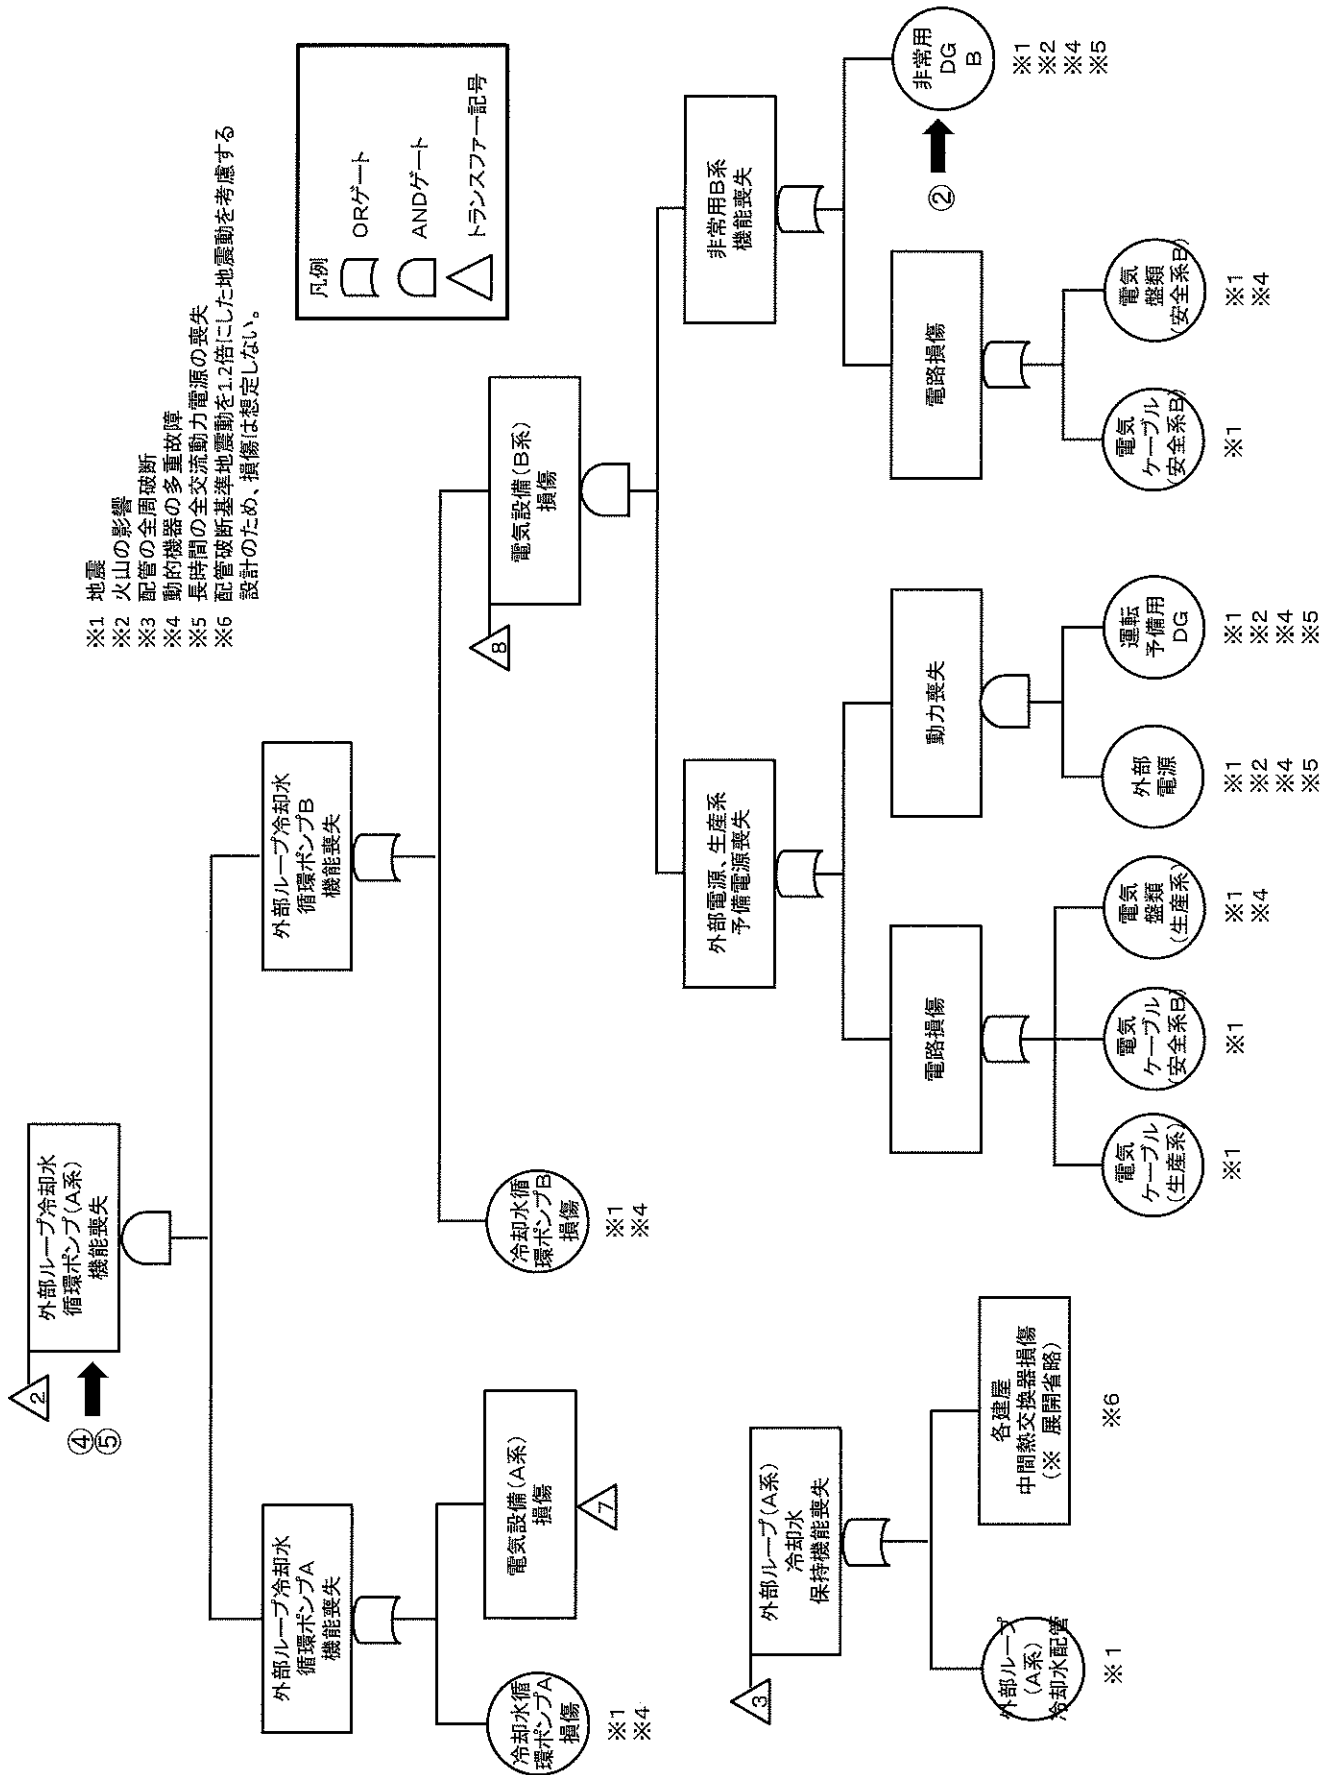 2
④
⑤
外部ループ冷却水
循環ポンプ(A系)
機能喪失
※1 地震
※2 火山の影響
※3 配管の全周破断
※4 動的機器の多重故障
※5 長時間の全交流動力電源の喪失
※6 配管破断基準地震動を1.2倍にした地震動を考慮する
設計のため、損傷は想定しない。
凡例
ORゲート
ANDゲート
トランスファー記号
外部ループ冷却水
循環ポンプA
機能喪失
外部ループ冷却水
循環ポンプB
機能喪失
冷却水循
環ポンプA
損傷
※1
※4
電気設備(A系)
損傷
7
冷却水循
環ポンプB
損傷
※1
※4
8
電気設備(B系)
損傷
外部電源、生産系
予備電源喪失
非常用B系
機能喪失
電路損傷
動力喪失
電路損傷
②
非常用
DG
B
※1
※2
※4
※5
電気
ケーブル
(生産系)
※1
電気
ケーブル
(安全系B)
※1
電気
盤類
(生産系)
※1
※4
外部
電源
※1
※2
※4
※5
運転
予備用
DG
※1
※2
※4
※5
電気
ケーブル
(安全系B)
※1
電気
盤類
(安全系B)
※1
※4
3
外部ループ(A系)
冷却水
保持機能喪失
外部ループ
(A系)
冷却水配管
※1
各建屋
中間熱交換器損傷
(※ 展開省略)
※6